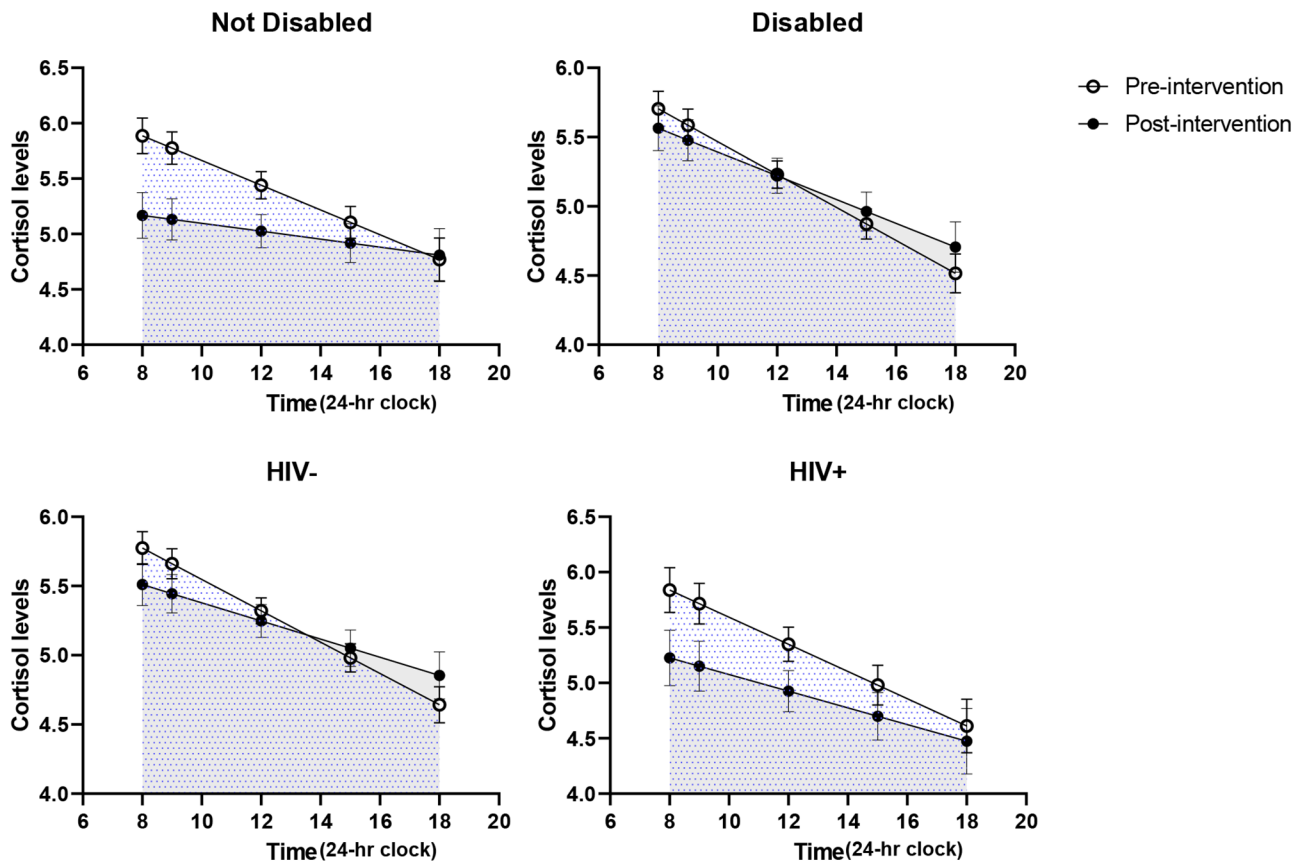 Not Disabled
Cortisol levels
6.5
6.0
5.5
5.0
4.5
4.0
6 8 10 12 14 16 18 20
Time (24-hr clock)
Disabled
Cortisol levels
6.0
5.5
5.0
4.5
4.0
6 8 10 12 14 16 18 20
Time (24-hr clock)
Pre-intervention
Post-intervention
HIV-
Cortisol levels
6.0
5.5
5.0
4.5
4.0
6 8 10 12 14 16 18 20
Time (24-hr clock)
HIV+
Cortisol levels
6.5
6.0
5.5
5.0
4.5
4.0
6 8 10 12 14 16 18 20
Time (24-hr clock)